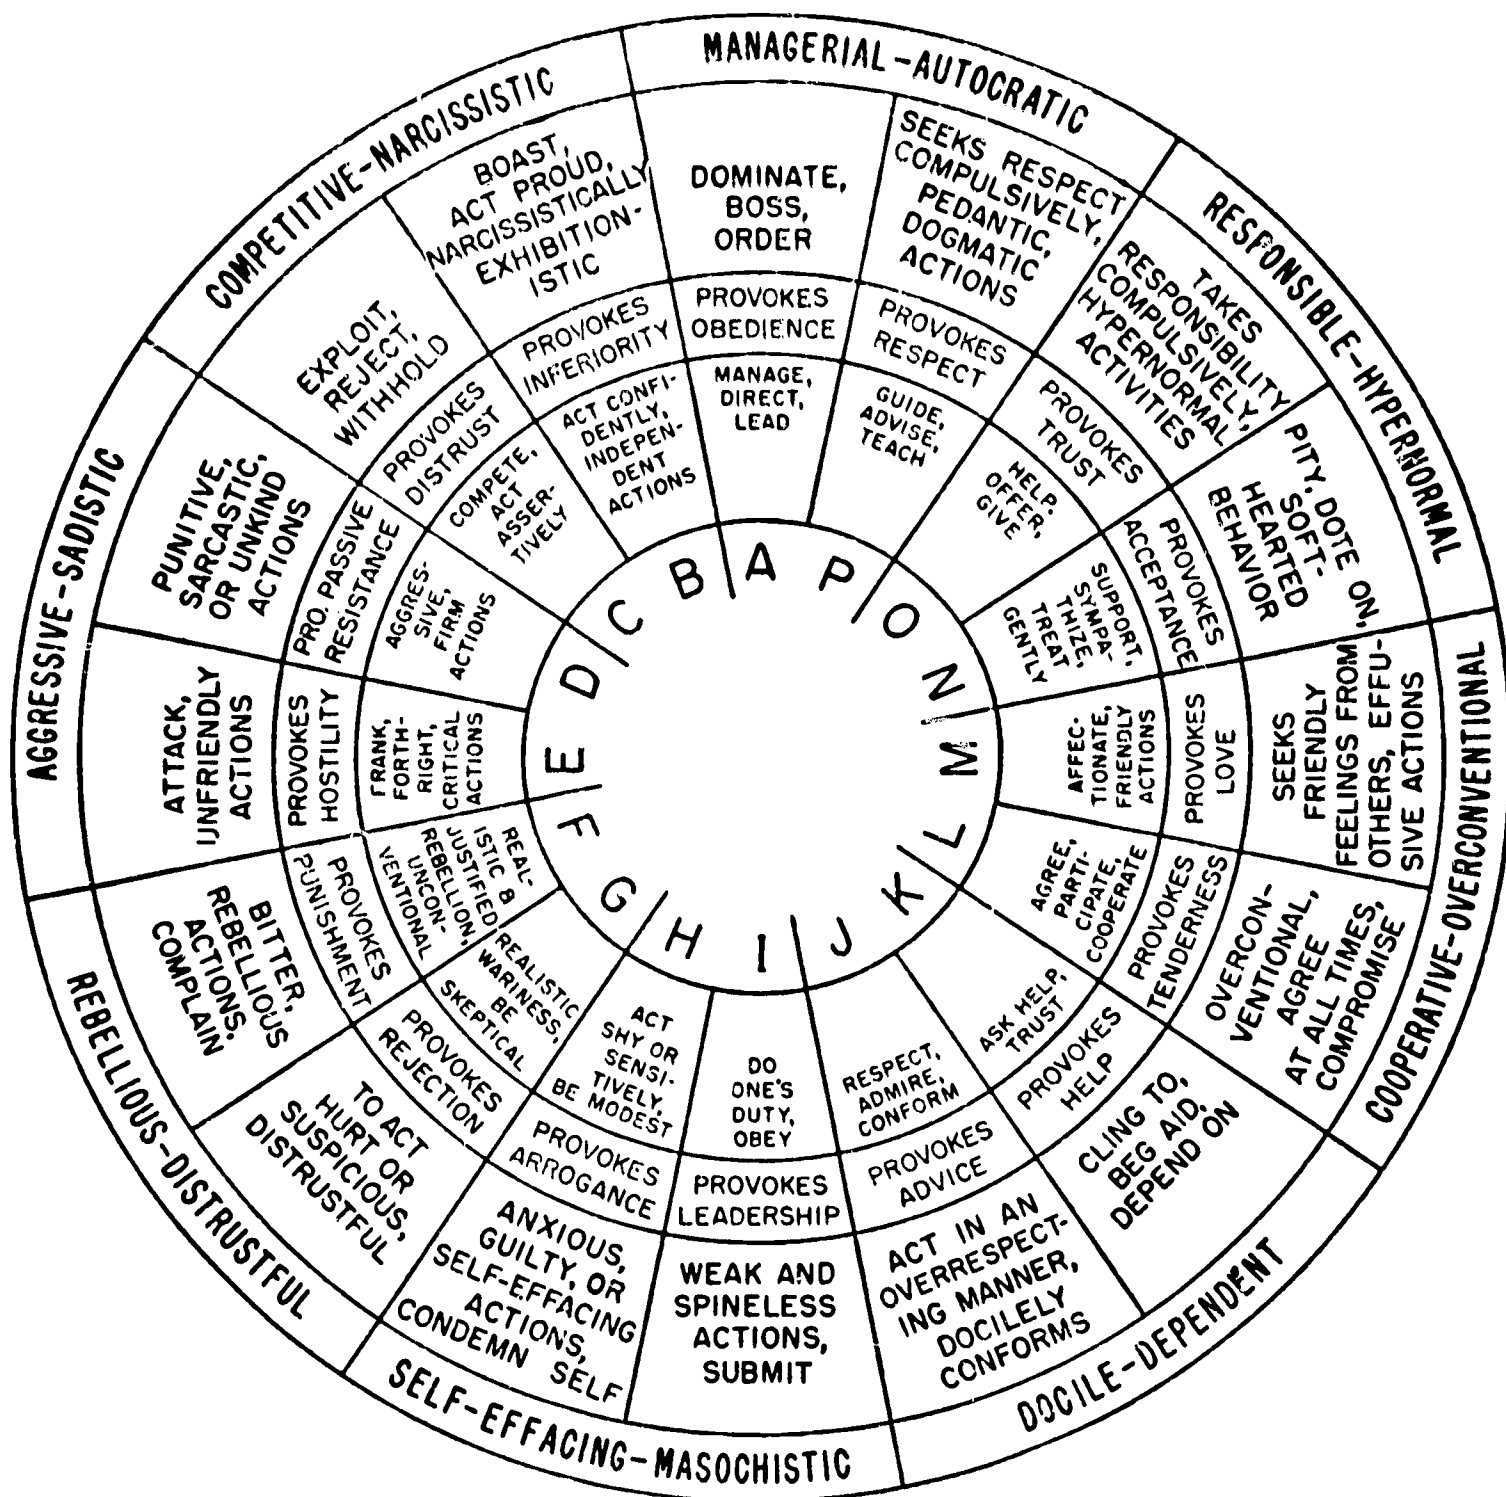 MANAGERIAL-AUTOCRATIC
RESPONSIBLE-HYPERNORMAL
COOPERATIVE-OVERCONVENTIONAL
DOCILE-DEPENDENT
SELF-EFFACING-MASOCHISTIC
REBELLIOUS-DISTRUSTFUL
AGGRESSIVE-SADISTIC
COMPETITIVE-NARCISSISTIC
DOMINATE,
BOSS,
ORDER
PROVOKES
OBEDIENCE
MANAGE,
DIRECT,
LEAD
A
SEEKS RESPECT
COMPULSIVELY,
PEDANTIC,
DOGMATIC
ACTIONS
PROVOKES
RESPECT
GUIDE,
ADVISE,
TEACH
P
TAKES
RESPONSIBILITY
COMPULSIVELY,
HYPERNORMAL
ACTIVITIES
PROVOKES
TRUST
HELP,
OFFER,
GIVE
O
PITY, DOTE ON,
SOFT-
HEARTED
BEHAVIOR
PROVOKES
ACCEPTANCE
SUPPORT,
SYMPA-
THIZE,
TREAT
GENTLY
N
SEEKS
FRIENDLY
FEELINGS FROM
OTHERS, EFFU-
SIVE ACTIONS
PROVOKES
LOVE
AFFEC-
TIONATE,
FRIENDLY
ACTIONS
M
OVERCON-
VENTIONAL,
AGREE
AT ALL TIMES,
COMPROMISE
PROVOKES
TENDERNESS
AGREE,
PARTI-
CIPATE,
COOPERATE
L
CLING TO,
BEG AID,
DEPEND ON
PROVOKES
HELP
ASK HELP,
TRUST
K
ACT IN AN
OVERRESPECT-
ING MANNER,
DOCILELY
CONFORMS
PROVOKES
ADVICE
RESPECT,
ADMIRE,
CONFORM
J
WEAK AND
SPINELESS
ACTIONS,
SUBMIT
PROVOKES
LEADERSHIP
DO
ONE'S
DUTY,
OBEY
I
ANXIOUS,
GUILTY, OR
SELF-EFFACING
ACTIONS,
CONDEMN SELF
PROVOKES
ARROGANCE
ACT
SHY OR
SENSI-
TIVELY,
BE MODEST
H
TO ACT
HURT OR
SUSPICIOUS,
DISTRUSTFUL
PROVOKES
REJECTION
REALISTIC
WARINESS,
BE
SKEPTICAL
G
BITTER,
REBELLIOUS
ACTIONS,
COMPLAIN
PROVOKES
PUNISHMENT
REAL-
ISTIC &
JUSTIFIED
REBELLION,
UNCON-
VENTIONAL
F
ATTACK,
UNFRIENDLY
ACTIONS
PROVOKES
HOSTILITY
FRANK,
FORTH-
RIGHT,
CRITICAL
ACTIONS
E
PUNITIVE,
SARCASTIC,
OR UNKIND
ACTIONS
PRO. PASSIVE
RESISTANCE
AGGRES-
SIVE,
FIRM
ACTIONS
D
EXPLOIT,
REJECT,
WITHHOLD
PROVOKES
DISTRUST
COMPETE,
ACT
ASSER-
TIVELY
C
BOAST,
ACT PROUD,
NARCISSISTICALLY
EXHIBITION-
ISTIC
PROVOKES
INFERIORITY
ACT CONFI-
DENTLY,
INDEPEN-
DENT
ACTIONS
B